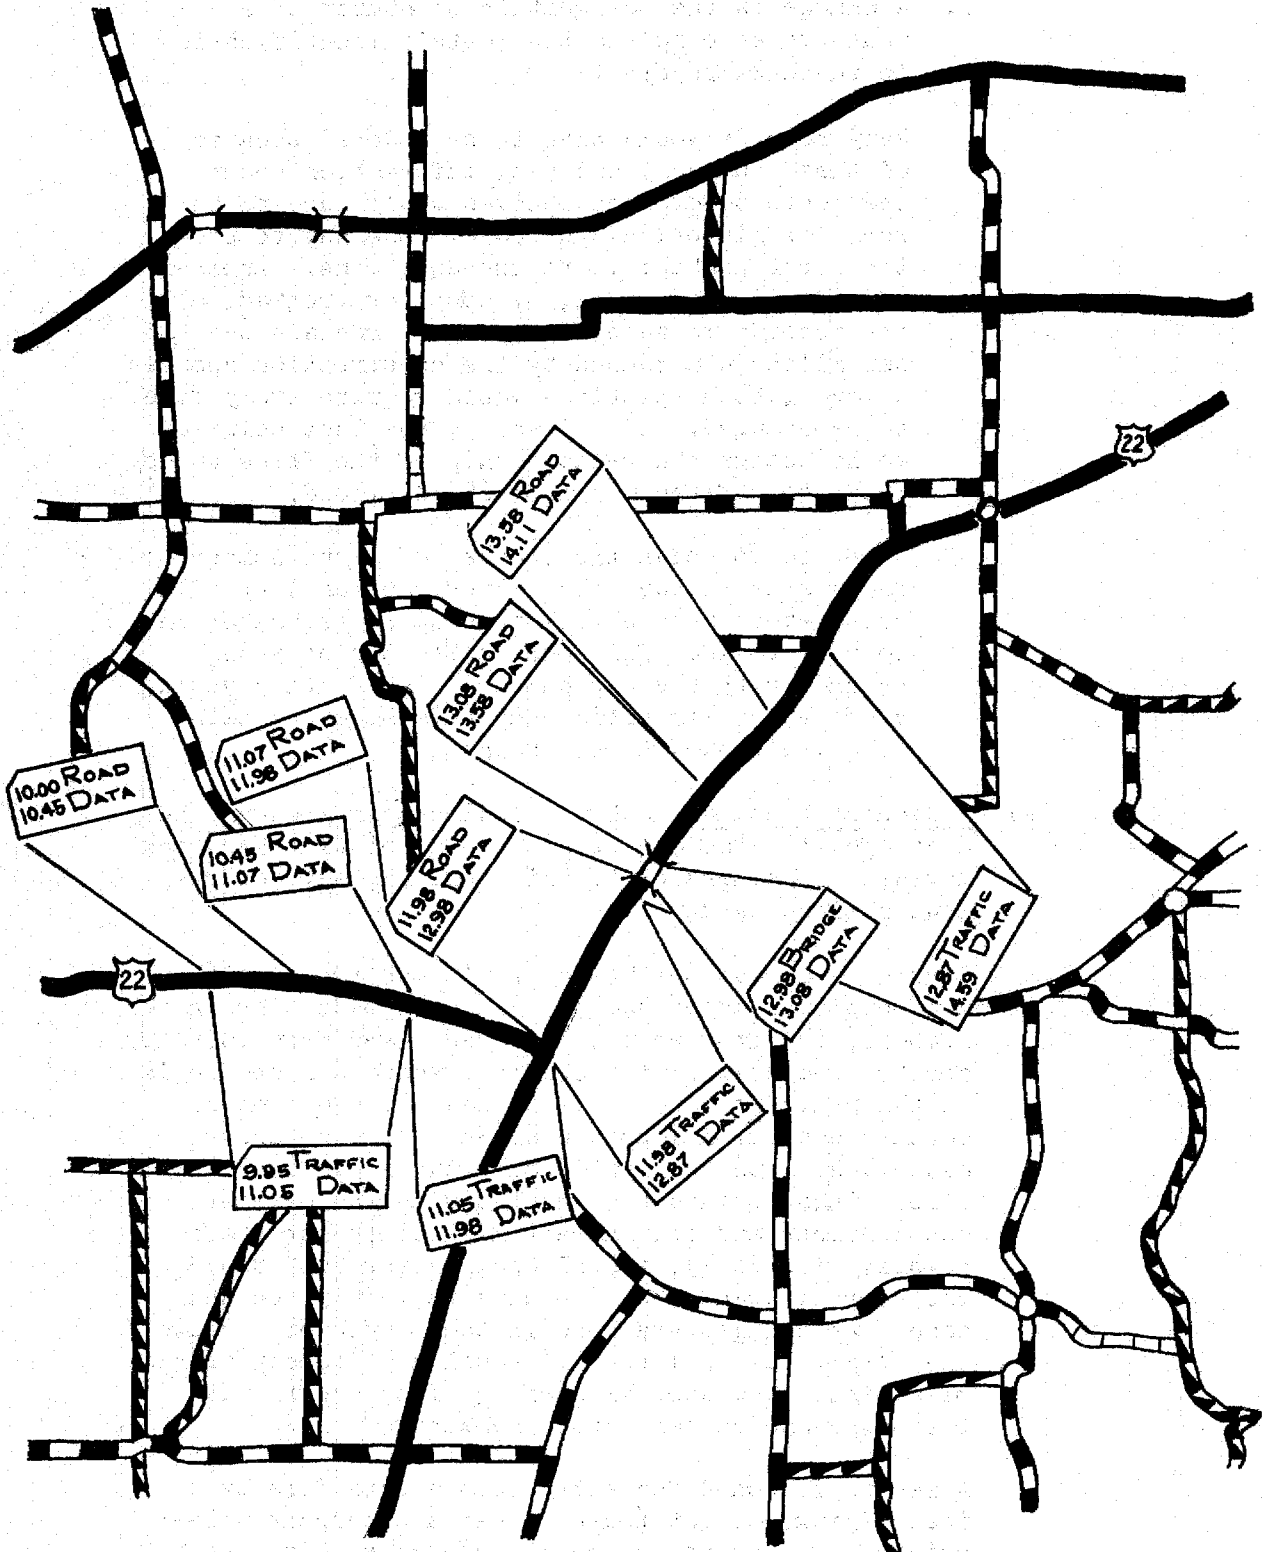 22
13.58 ROAD
14.11 DATA
13.08 ROAD
13.58 DATA
11.07 ROAD
11.98 DATA
10.00 ROAD
10.45 DATA
10.45 ROAD
11.07 DATA
11.98 ROAD
12.98 DATA
12.98 BRIDGE
13.08 DATA
12.87 TRAFFIC
14.59 DATA
22
11.98 TRAFFIC
12.87 DATA
9.95 TRAFFIC
11.05 DATA
11.05 TRAFFIC
11.98 DATA